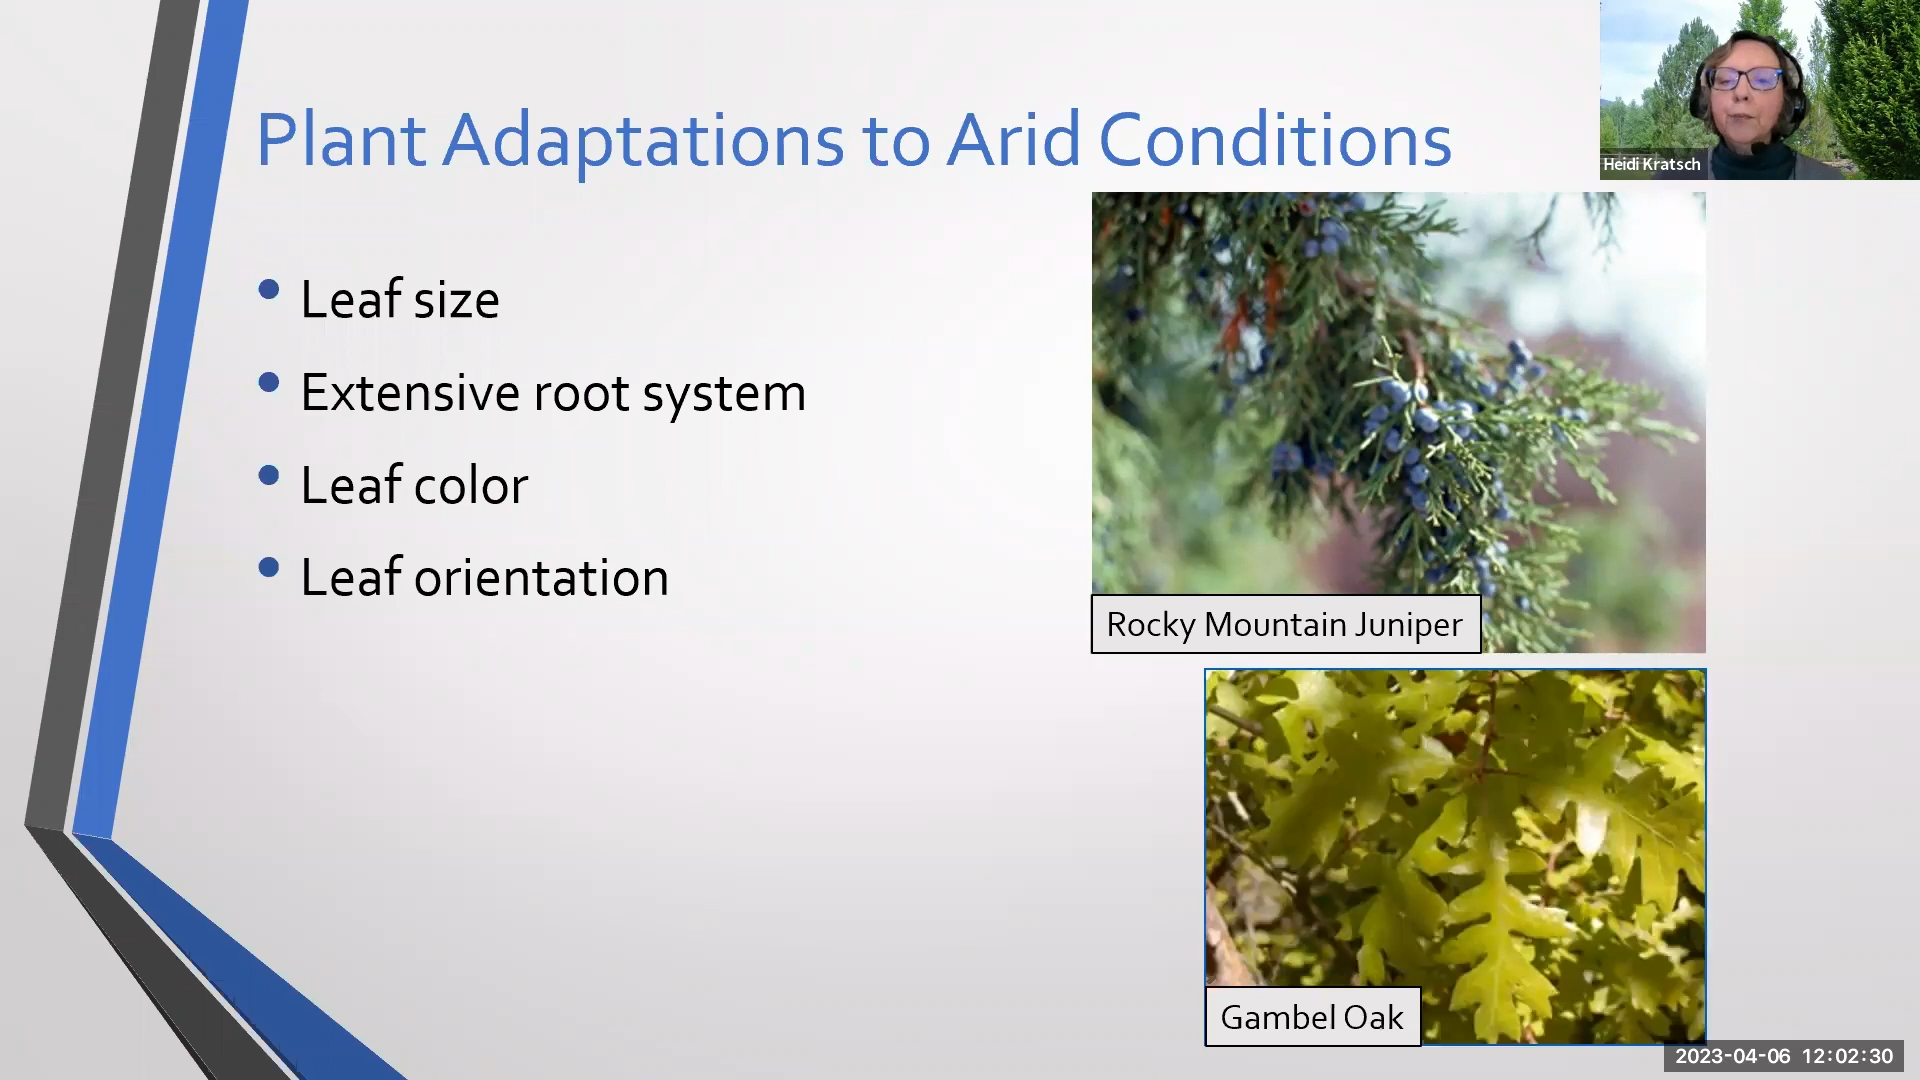 Plant Adaptations to Arid Conditions
Heidi Kratsch
• Leaf size
• Extensive root system
• Leaf color
• Leaf orientation
Rocky Mountain Juniper
Gambel Oak
2023-04-06 12:02:30